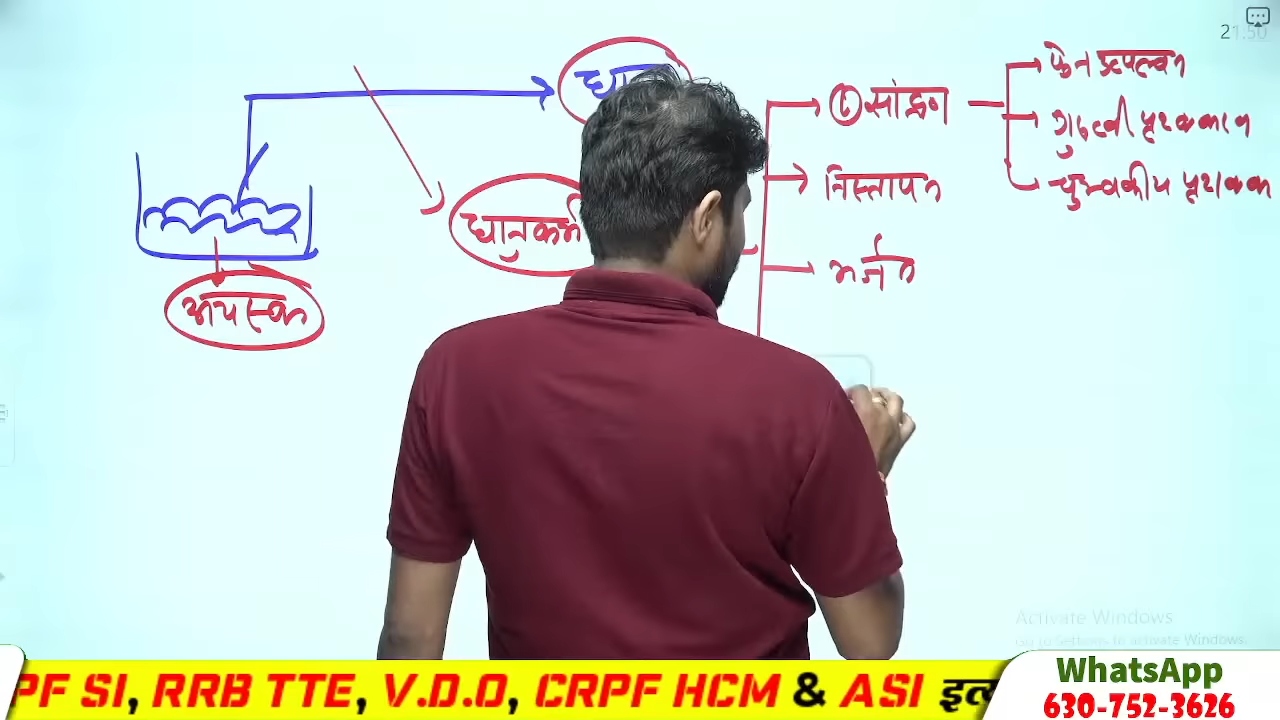 21:50
① सांद्रण
फेन प्लवन
गुरुत्वी पृथक्करण
चुम्बकीय पृथक्क
निस्तापन
भर्जन
धातुकर्म
अयस्क
Activate Windows
Go to Settings to activate Windows.
PF SI, RRB TTE, V.D.O, CRPF HCM & ASI इत्य
WhatsApp
630-752-3626